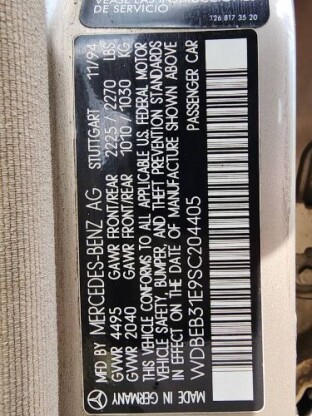 VEASE LAS INSTRUCCIONES
DE SERVICIO
126 817 35 20
MFD BY MERCEDES-BENZ AG STUTTGART 11/94
GVWR 4495 GAWR FRONT/REAR 2225 / 2270 LBS
GVWR 2040 GAWR FRONT/REAR 1010 / 1030 KG
THIS VEHICLE CONFORMS TO ALL APPLICABLE U.S. FEDERAL MOTOR
VEHICLE SAFETY, BUMPER, AND THEFT PREVENTION STANDARDS
IN EFFECT ON THE DATE OF MANUFACTURE SHOWN ABOVE
WDBEB31E9SC204405 PASSENGER CAR
MADE IN GERMANY